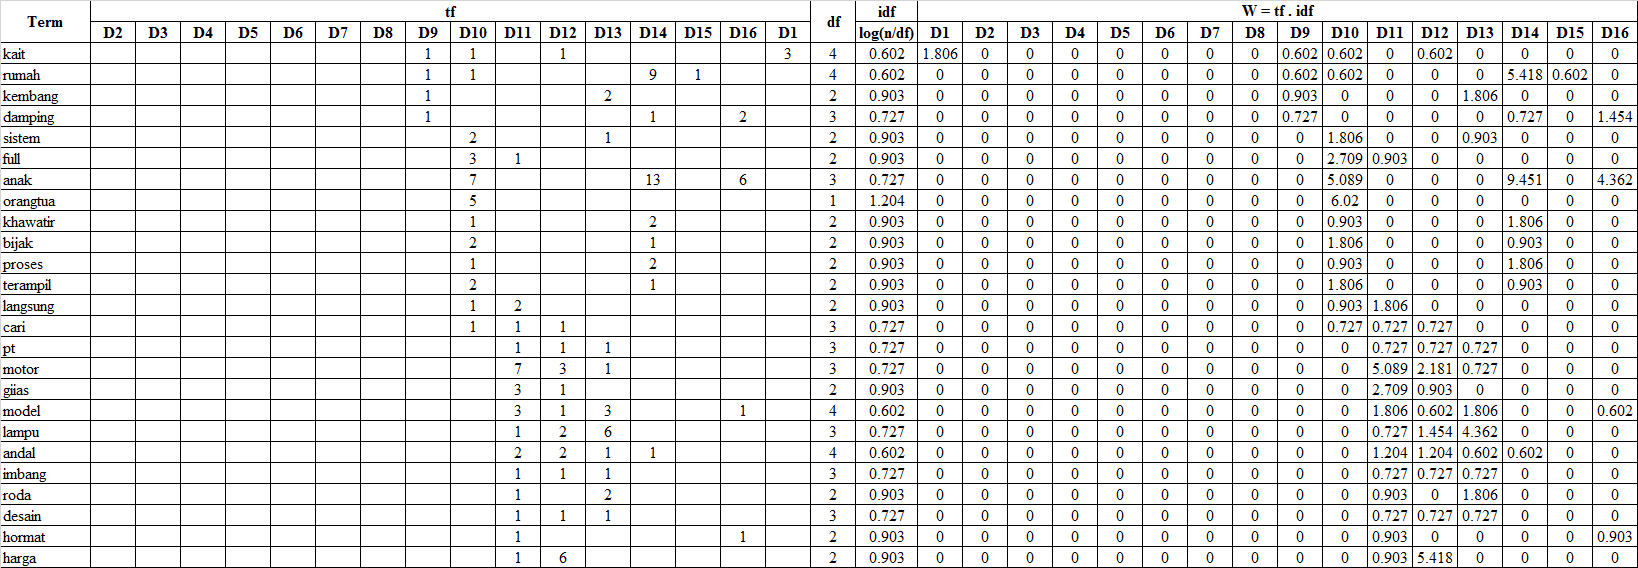 Term tf df idf W = tf . idf
D2 D3 D4 D5 D6 D7 D8 D9 D10 D11 D12 D13 D14 D15 D16 D1 log(n/df) D1 D2 D3 D4 D5 D6 D7 D8 D9 D10 D11 D12 D13 D14 D15 D16
kait 1 1 1 3 4 0.602 1.806 0 0 0 0 0 0 0 0.602 0.602 0 0.602 0 0 0 0
rumah 1 1 9 1 4 0.602 0 0 0 0 0 0 0 0 0.602 0.602 0 0 0 5.418 0.602 0
kembang 1 2 2 0.903 0 0 0 0 0 0 0 0 0.903 0 0 0 1.806 0 0 0
damping 1 1 2 3 0.727 0 0 0 0 0 0 0 0 0.727 0 0 0 0 0.727 0 1.454
sistem 2 1 2 0.903 0 0 0 0 0 0 0 0 0 1.806 0 0 0.903 0 0 0
full 3 1 2 0.903 0 0 0 0 0 0 0 0 0 2.709 0.903 0 0 0 0 0
anak 7 13 6 3 0.727 0 0 0 0 0 0 0 0 0 5.089 0 0 0 9.451 0 4.362
orangtua 5 1 1.204 0 0 0 0 0 0 0 0 0 6.02 0 0 0 0 0 0
khawatir 1 2 2 0.903 0 0 0 0 0 0 0 0 0 0.903 0 0 0 1.806 0 0
bijak 2 1 2 0.903 0 0 0 0 0 0 0 0 0 1.806 0 0 0 0.903 0 0
proses 1 2 2 0.903 0 0 0 0 0 0 0 0 0 0.903 0 0 0 1.806 0 0
terampil 2 1 2 0.903 0 0 0 0 0 0 0 0 0 1.806 0 0 0 0.903 0 0
langsung 1 2 2 0.903 0 0 0 0 0 0 0 0 0 0.903 1.806 0 0 0 0 0
cari 1 1 1 3 0.727 0 0 0 0 0 0 0 0 0 0.727 0.727 0.727 0 0 0 0
pt 1 1 1 3 0.727 0 0 0 0 0 0 0 0 0 0 0.727 0.727 0.727 0 0 0
motor 7 3 1 3 0.727 0 0 0 0 0 0 0 0 0 0 5.089 2.181 0.727 0 0 0
giias 3 1 2 0.903 0 0 0 0 0 0 0 0 0 0 2.709 0.903 0 0 0 0
model 3 1 3 1 4 0.602 0 0 0 0 0 0 0 0 0 0 1.806 0.602 1.806 0 0 0.602
lampu 1 2 6 3 0.727 0 0 0 0 0 0 0 0 0 0 0.727 1.454 4.362 0 0 0
andal 2 2 1 1 4 0.602 0 0 0 0 0 0 0 0 0 0 1.204 1.204 0.602 0.602 0 0
imbang 1 1 1 3 0.727 0 0 0 0 0 0 0 0 0 0 0.727 0.727 0.727 0 0 0
roda 1 2 2 0.903 0 0 0 0 0 0 0 0 0 0 0.903 0 1.806 0 0 0
desain 1 1 1 3 0.727 0 0 0 0 0 0 0 0 0 0 0.727 0.727 0.727 0 0 0
hormat 1 1 2 0.903 0 0 0 0 0 0 0 0 0 0 0.903 0 0 0 0 0.903
harga 1 6 2 0.903 0 0 0 0 0 0 0 0 0 0 0.903 5.418 0 0 0 0